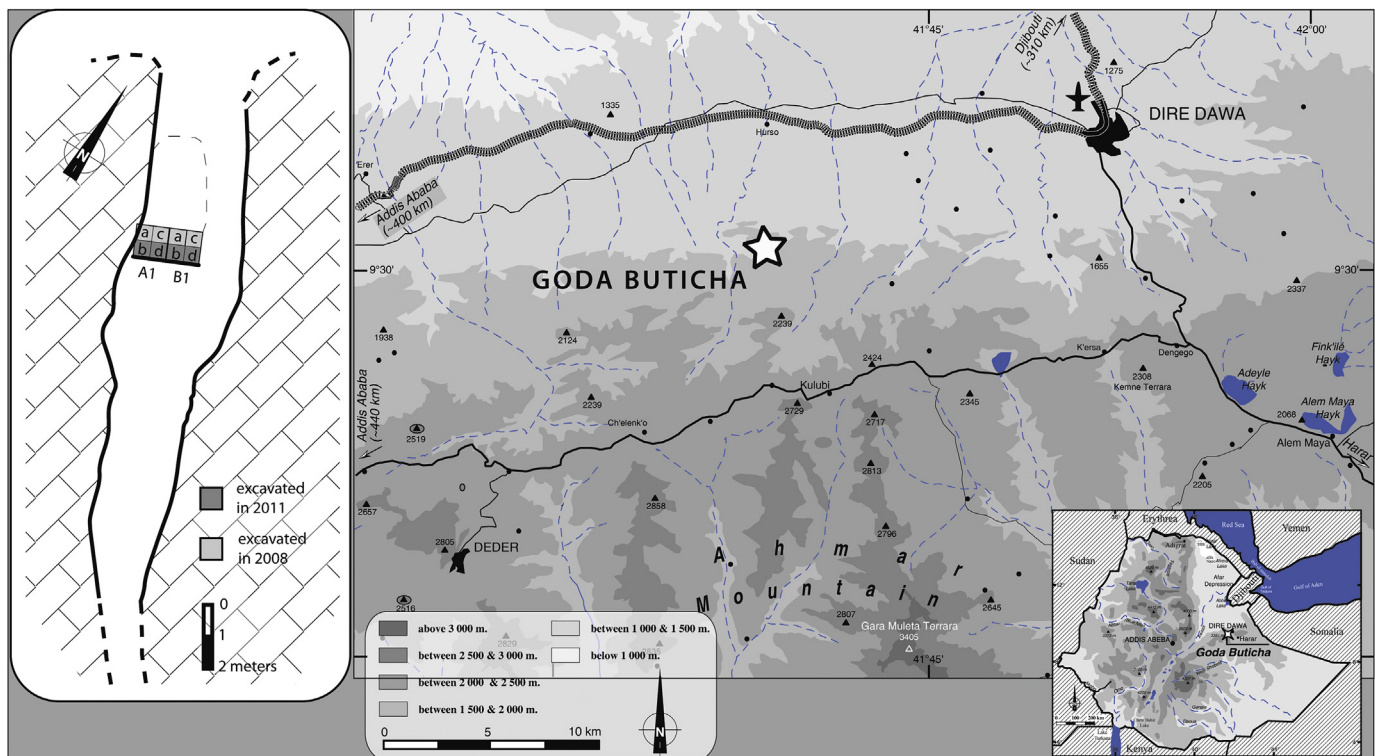 N
a c a c
b d b d
A1 B1
excavated
in 2011
excavated
in 2008
0
1
2 meters
41°45'
42°00'
Djibouti
(~310 km)
1275
1335
DIRE DAWA
Hurso
Erer
Addis Ababa
(~400 km)
9°30'
GODA BUTICHA
1655
9°30'
2337
1938
2124
2239
2424
K'ersa
Dengego
Fink'ile
Hayk
Kulubi
2308
Kemne Terrara
Adeyle
Hayk
2239
2729
2345
Alem Maya
Hayk
Addis Ababa
(~440 km)
2519
Ch'elenk'o
2717
2068
Alem Maya
Harar
2813
2205
2657
2858
2796
2805
DEDER
Ahmar
Mountain
2516
2807
2645
Gara Muleta Terrara
3405
2829
41°45'
above 3 000 m.
between 2 500 & 3 000 m.
between 2 000 & 2 500 m.
between 1 500 & 2 000 m.
between 1 000 & 1 500 m.
below 1 000 m.
0 5 10 km
N
Erythrea
Red Sea
Yemen
Sudan
Adigrat
Afar
Depression
Djibouti
Gulf of Aden
DIRE DAWA
Somalia
ADDIS ABEBA
Harar
Goda Buticha
0 100 200 km
Kenya